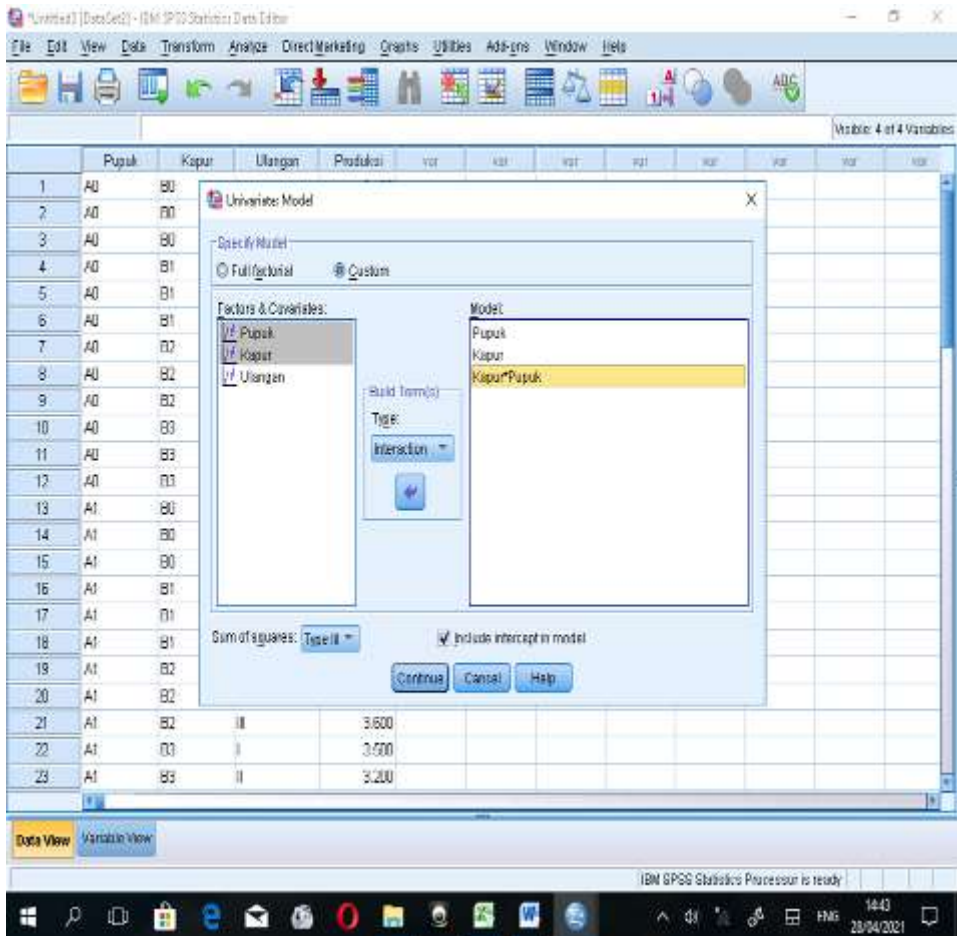 *Untitled3 [DataSet2] - IBM SPSS Statistics Data Editor
File Edit View Data Transform Analyze Direct Marketing Graphs Utilities Add-ons Window Help
Visible: 4 of 4 Variables
Pupuk Kapur Ulangan Produksi var var var var var var var var
1 A0 B0
2 A0 B0
3 A0 B0
4 A0 B1
5 A0 B1
6 A0 B1
7 A0 B2
8 A0 B2
9 A0 B2
10 A0 B3
11 A0 B3
12 A0 B3
13 A1 B0
14 A1 B0
15 A1 B0
16 A1 B1
17 A1 B1
18 A1 B1
19 A1 B2
20 A1 B2
21 A1 B2 III 3.600
22 A1 B3 I 3.500
23 A1 B3 II 3.200
Univariate: Model
Specify Model
Full factorial Custom
Factors & Covariates: Model:
Pupuk
Kapur
Ulangan
Build Term(s)
Type:
Interaction
Pupuk
Kapur
Kapur*Pupuk
Sum of squares: Type III Include intercept in model
Continue Cancel Help
Data View Variable View
IBM SPSS Statistics Processor is ready
ENG 14:43
28/04/2021